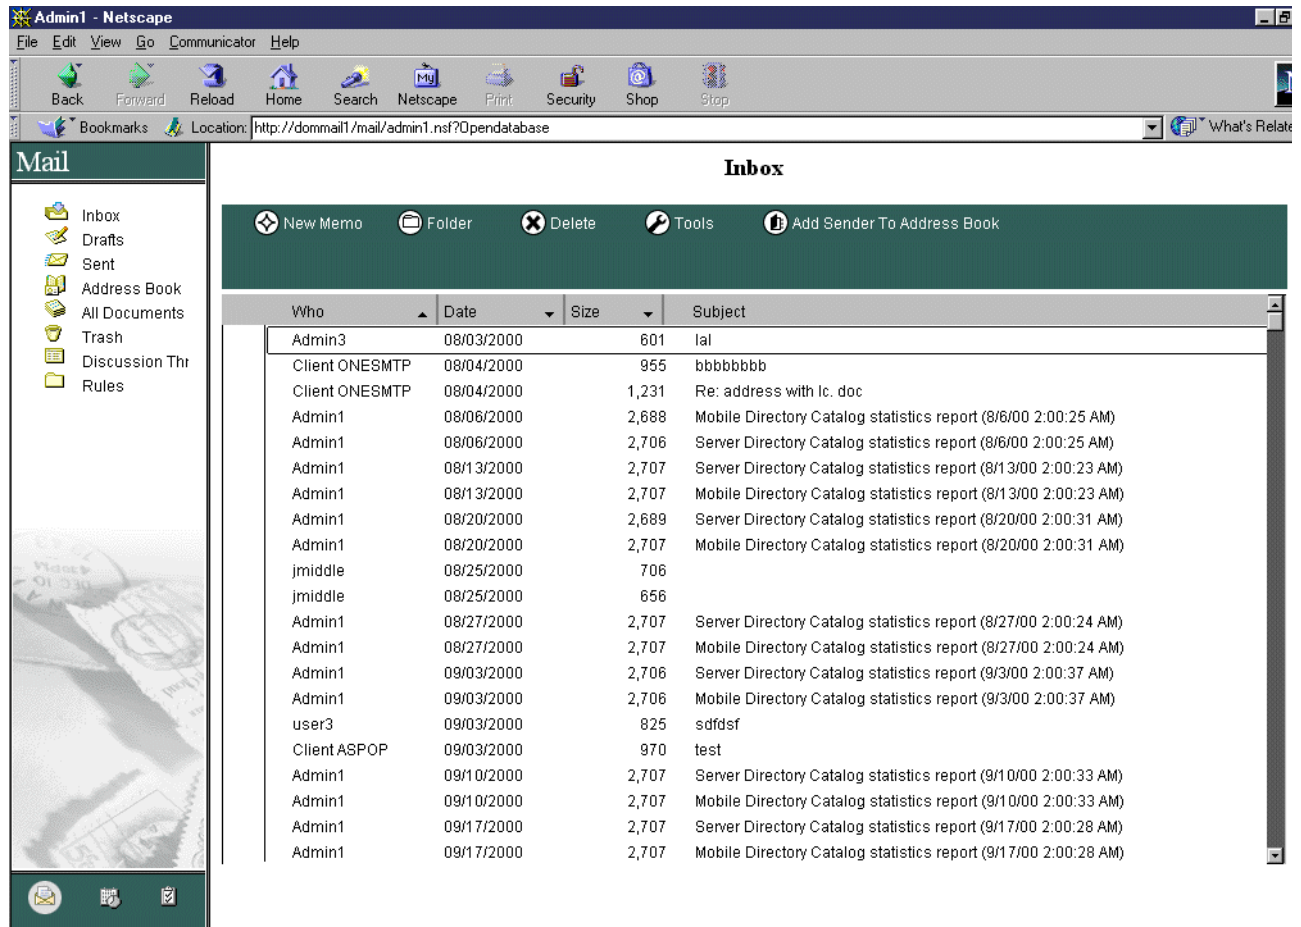 Admin1 - Netscape
File Edit View Go Communicator Help
Back Forward Reload Home Search Netscape Print Security Shop Stop
Bookmarks Location: http://dommail1/mail/admin1.nsf?Opendatabase What's Relate
Mail
Inbox
Drafts
Sent
Address Book
All Documents
Trash
Discussion Thr
Rules
Inbox
New Memo Folder Delete Tools Add Sender To Address Book
Who Date Size Subject
Admin3 08/03/2000 601 lal
Client ONESMTP 08/04/2000 955 bbbbbbbbb
Client ONESMTP 08/04/2000 1,231 Re: address with lc. doc
Admin1 08/06/2000 2,688 Mobile Directory Catalog statistics report (8/6/00 2:00:25 AM)
Admin1 08/06/2000 2,706 Server Directory Catalog statistics report (8/6/00 2:00:25 AM)
Admin1 08/13/2000 2,707 Server Directory Catalog statistics report (8/13/00 2:00:23 AM)
Admin1 08/13/2000 2,707 Mobile Directory Catalog statistics report (8/13/00 2:00:23 AM)
Admin1 08/20/2000 2,689 Server Directory Catalog statistics report (8/20/00 2:00:31 AM)
Admin1 08/20/2000 2,707 Mobile Directory Catalog statistics report (8/20/00 2:00:31 AM)
jmiddle 08/25/2000 706
jmiddle 08/25/2000 656
Admin1 08/27/2000 2,707 Server Directory Catalog statistics report (8/27/00 2:00:24 AM)
Admin1 08/27/2000 2,707 Mobile Directory Catalog statistics report (8/27/00 2:00:24 AM)
Admin1 09/03/2000 2,706 Server Directory Catalog statistics report (9/3/00 2:00:37 AM)
Admin1 09/03/2000 2,706 Mobile Directory Catalog statistics report (9/3/00 2:00:37 AM)
user3 09/03/2000 825 sdfdsf
Client ASPOP 09/03/2000 970 test
Admin1 09/10/2000 2,707 Server Directory Catalog statistics report (9/10/00 2:00:33 AM)
Admin1 09/10/2000 2,707 Mobile Directory Catalog statistics report (9/10/00 2:00:33 AM)
Admin1 09/17/2000 2,707 Server Directory Catalog statistics report (9/17/00 2:00:28 AM)
Admin1 09/17/2000 2,707 Mobile Directory Catalog statistics report (9/17/00 2:00:28 AM)